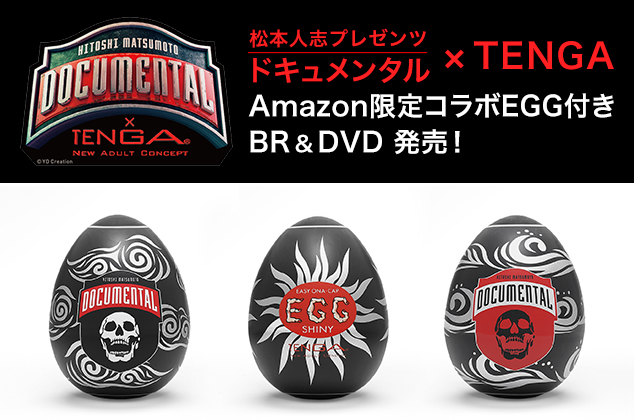 HITOSHI MATSUMOTO
DOCUMENTAL
×
TENGA®
NEW ADULT CONCEPT
© YD Creation
松本人志プレゼンツ
ドキュメンタル × TENGA
Amazon限定コラボEGG付き
BR＆DVD 発売！
HITOSHI MATSUMOTO
DOCUMENTAL
EASY ONA-CAP
EGG
SHINY
TENGA
HITOSHI MATSUMOTO
DOCUMENTAL